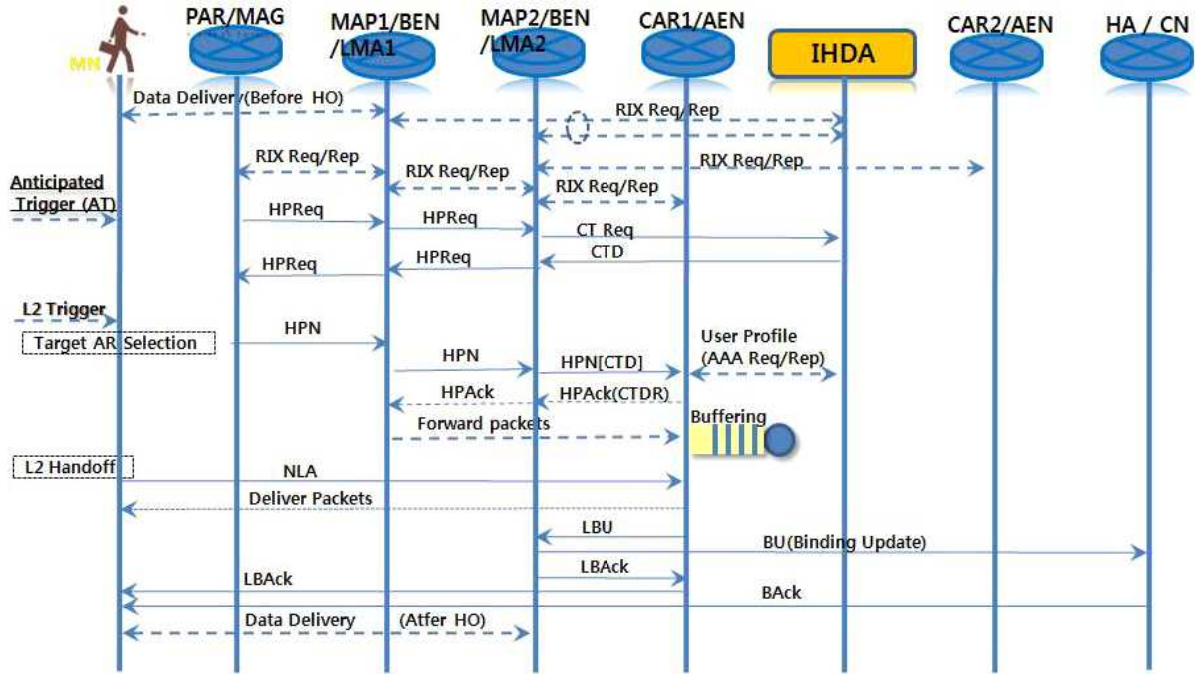 PAR/MAG
MAP1/BEN
/LMA1
MAP2/BEN
/LMA2
CAR1/AEN
IHDA
CAR2/AEN
HA / CN
MN
Data Delivery(Before HO)
RIX Req/Rep
RIX Req/Rep
RIX Req/Rep
RIX Req/Rep
RIX Req/Rep
Anticipated
Trigger (AT)
HPReq
HPReq
CT Req
CTD
HPReq
HPReq
L2 Trigger
Target AR Selection
HPN
User Profile
(AAA Req/Rep)
HPN
HPN[CTD]
HPAck
HPAck(CTDR)
Forward packets
Buffering
L2 Handoff
NLA
Deliver Packets
LBU
BU(Binding Update)
LBAck
LBAck
BAck
Data Delivery (Atfer HO)